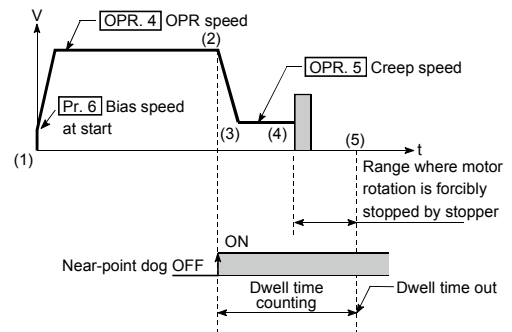 V
OPR. 4 OPR speed
(2)
OPR. 5 Creep speed
Pr. 6 Bias speed
at start
(3)
(4)
(5)
(1)
t
Range where motor
rotation is forcibly
stopped by stopper
ON
Near-point dog OFF
Dwell time
counting
Dwell time out